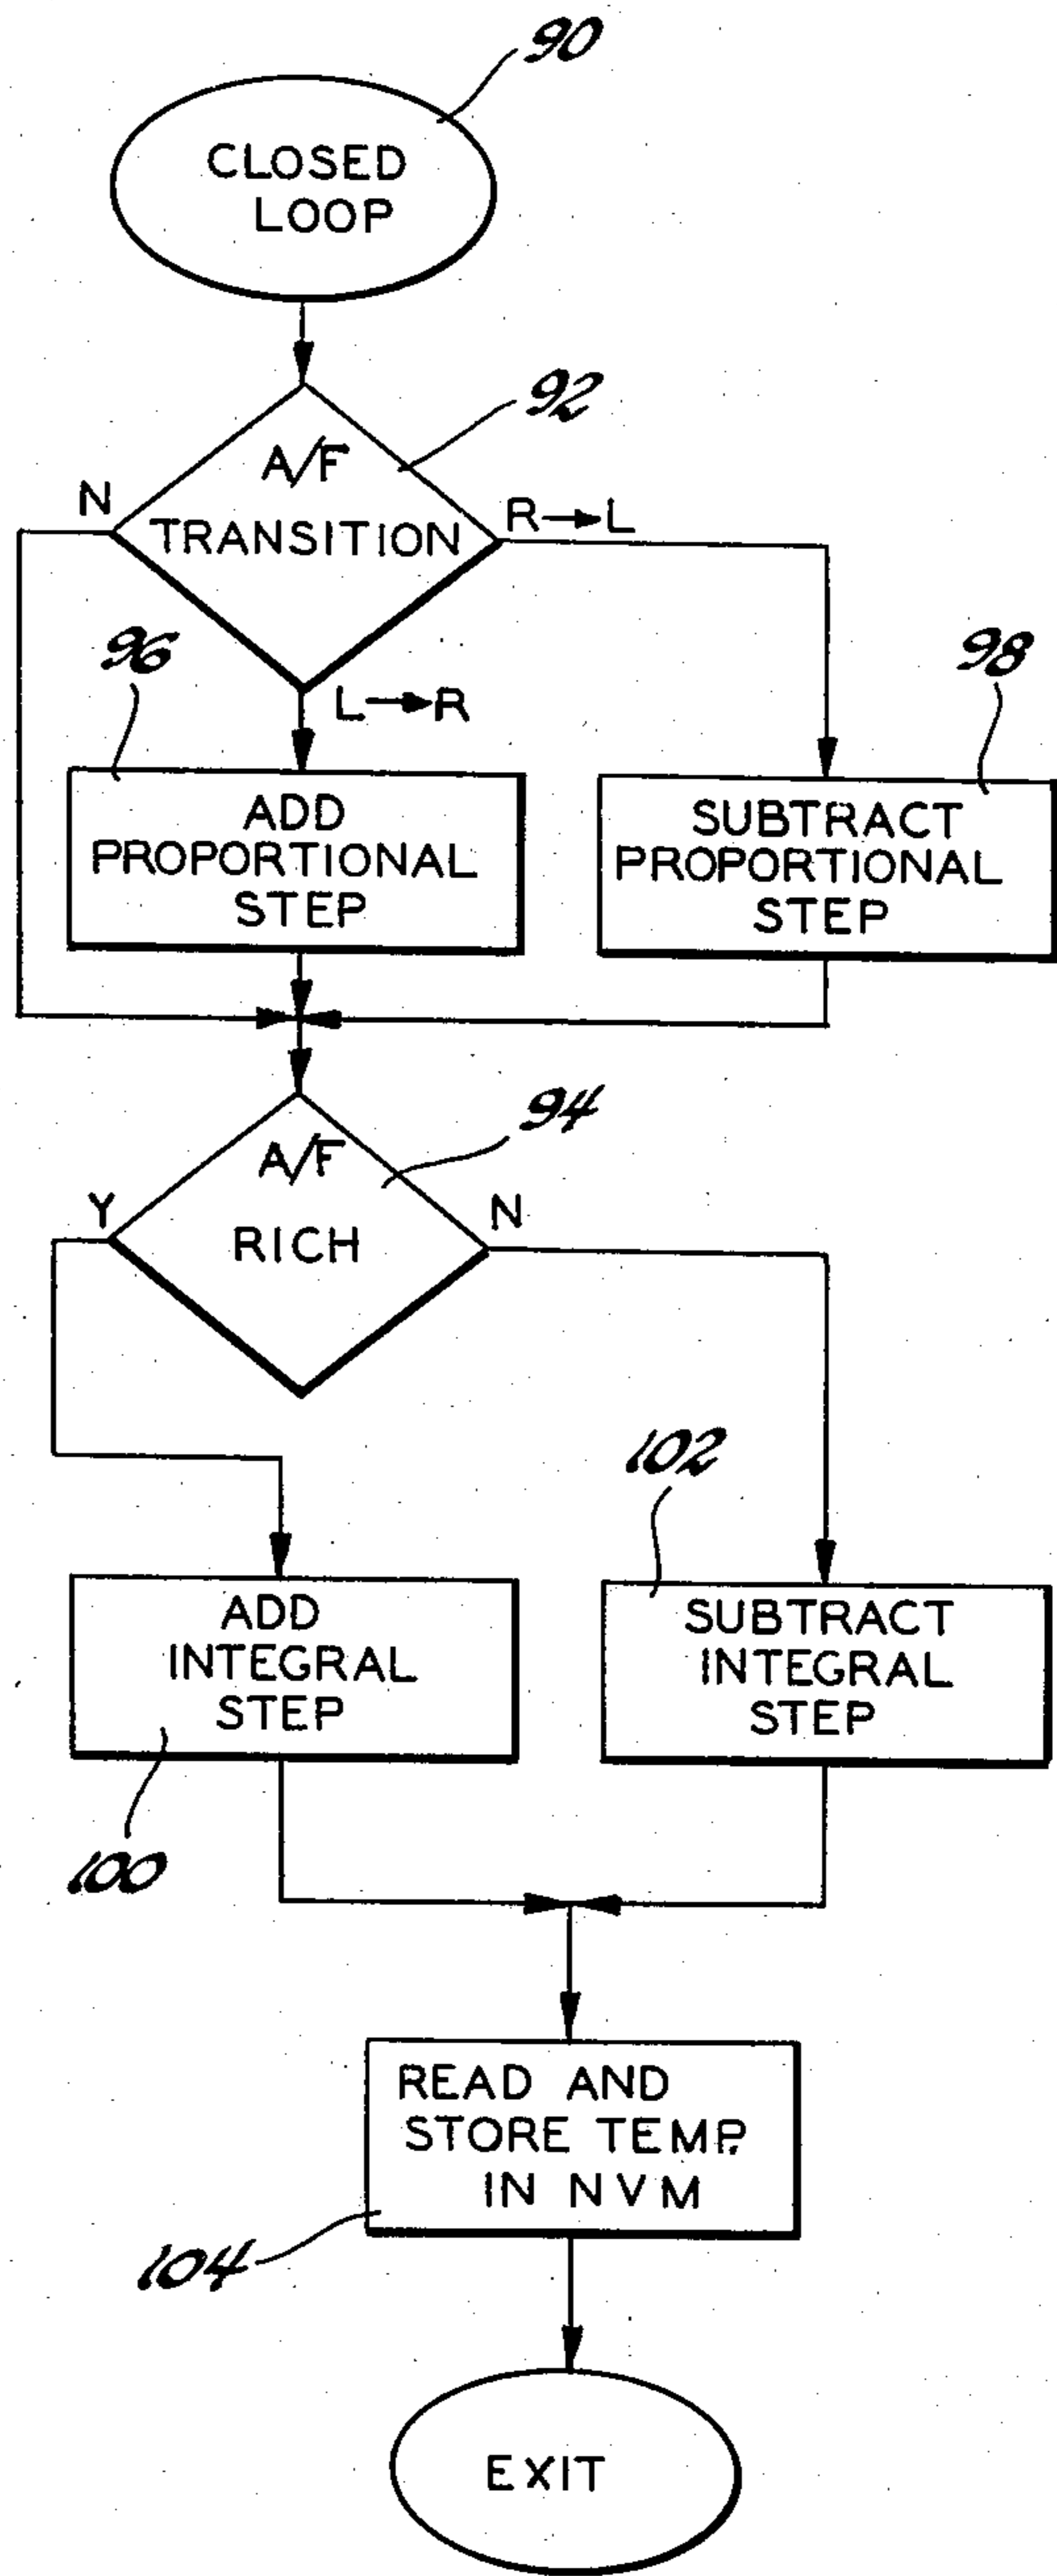 90
CLOSED
LOOP
92
A/F
TRANSITION
N
R→L
96
98
L→R
ADD
PROPORTIONAL
STEP
SUBTRACT
PROPORTIONAL
STEP
94
A/F
RICH
Y
N
102
ADD
INTEGRAL
STEP
SUBTRACT
INTEGRAL
STEP
100
READ AND
STORE TEMP.
IN NVM
104
EXIT